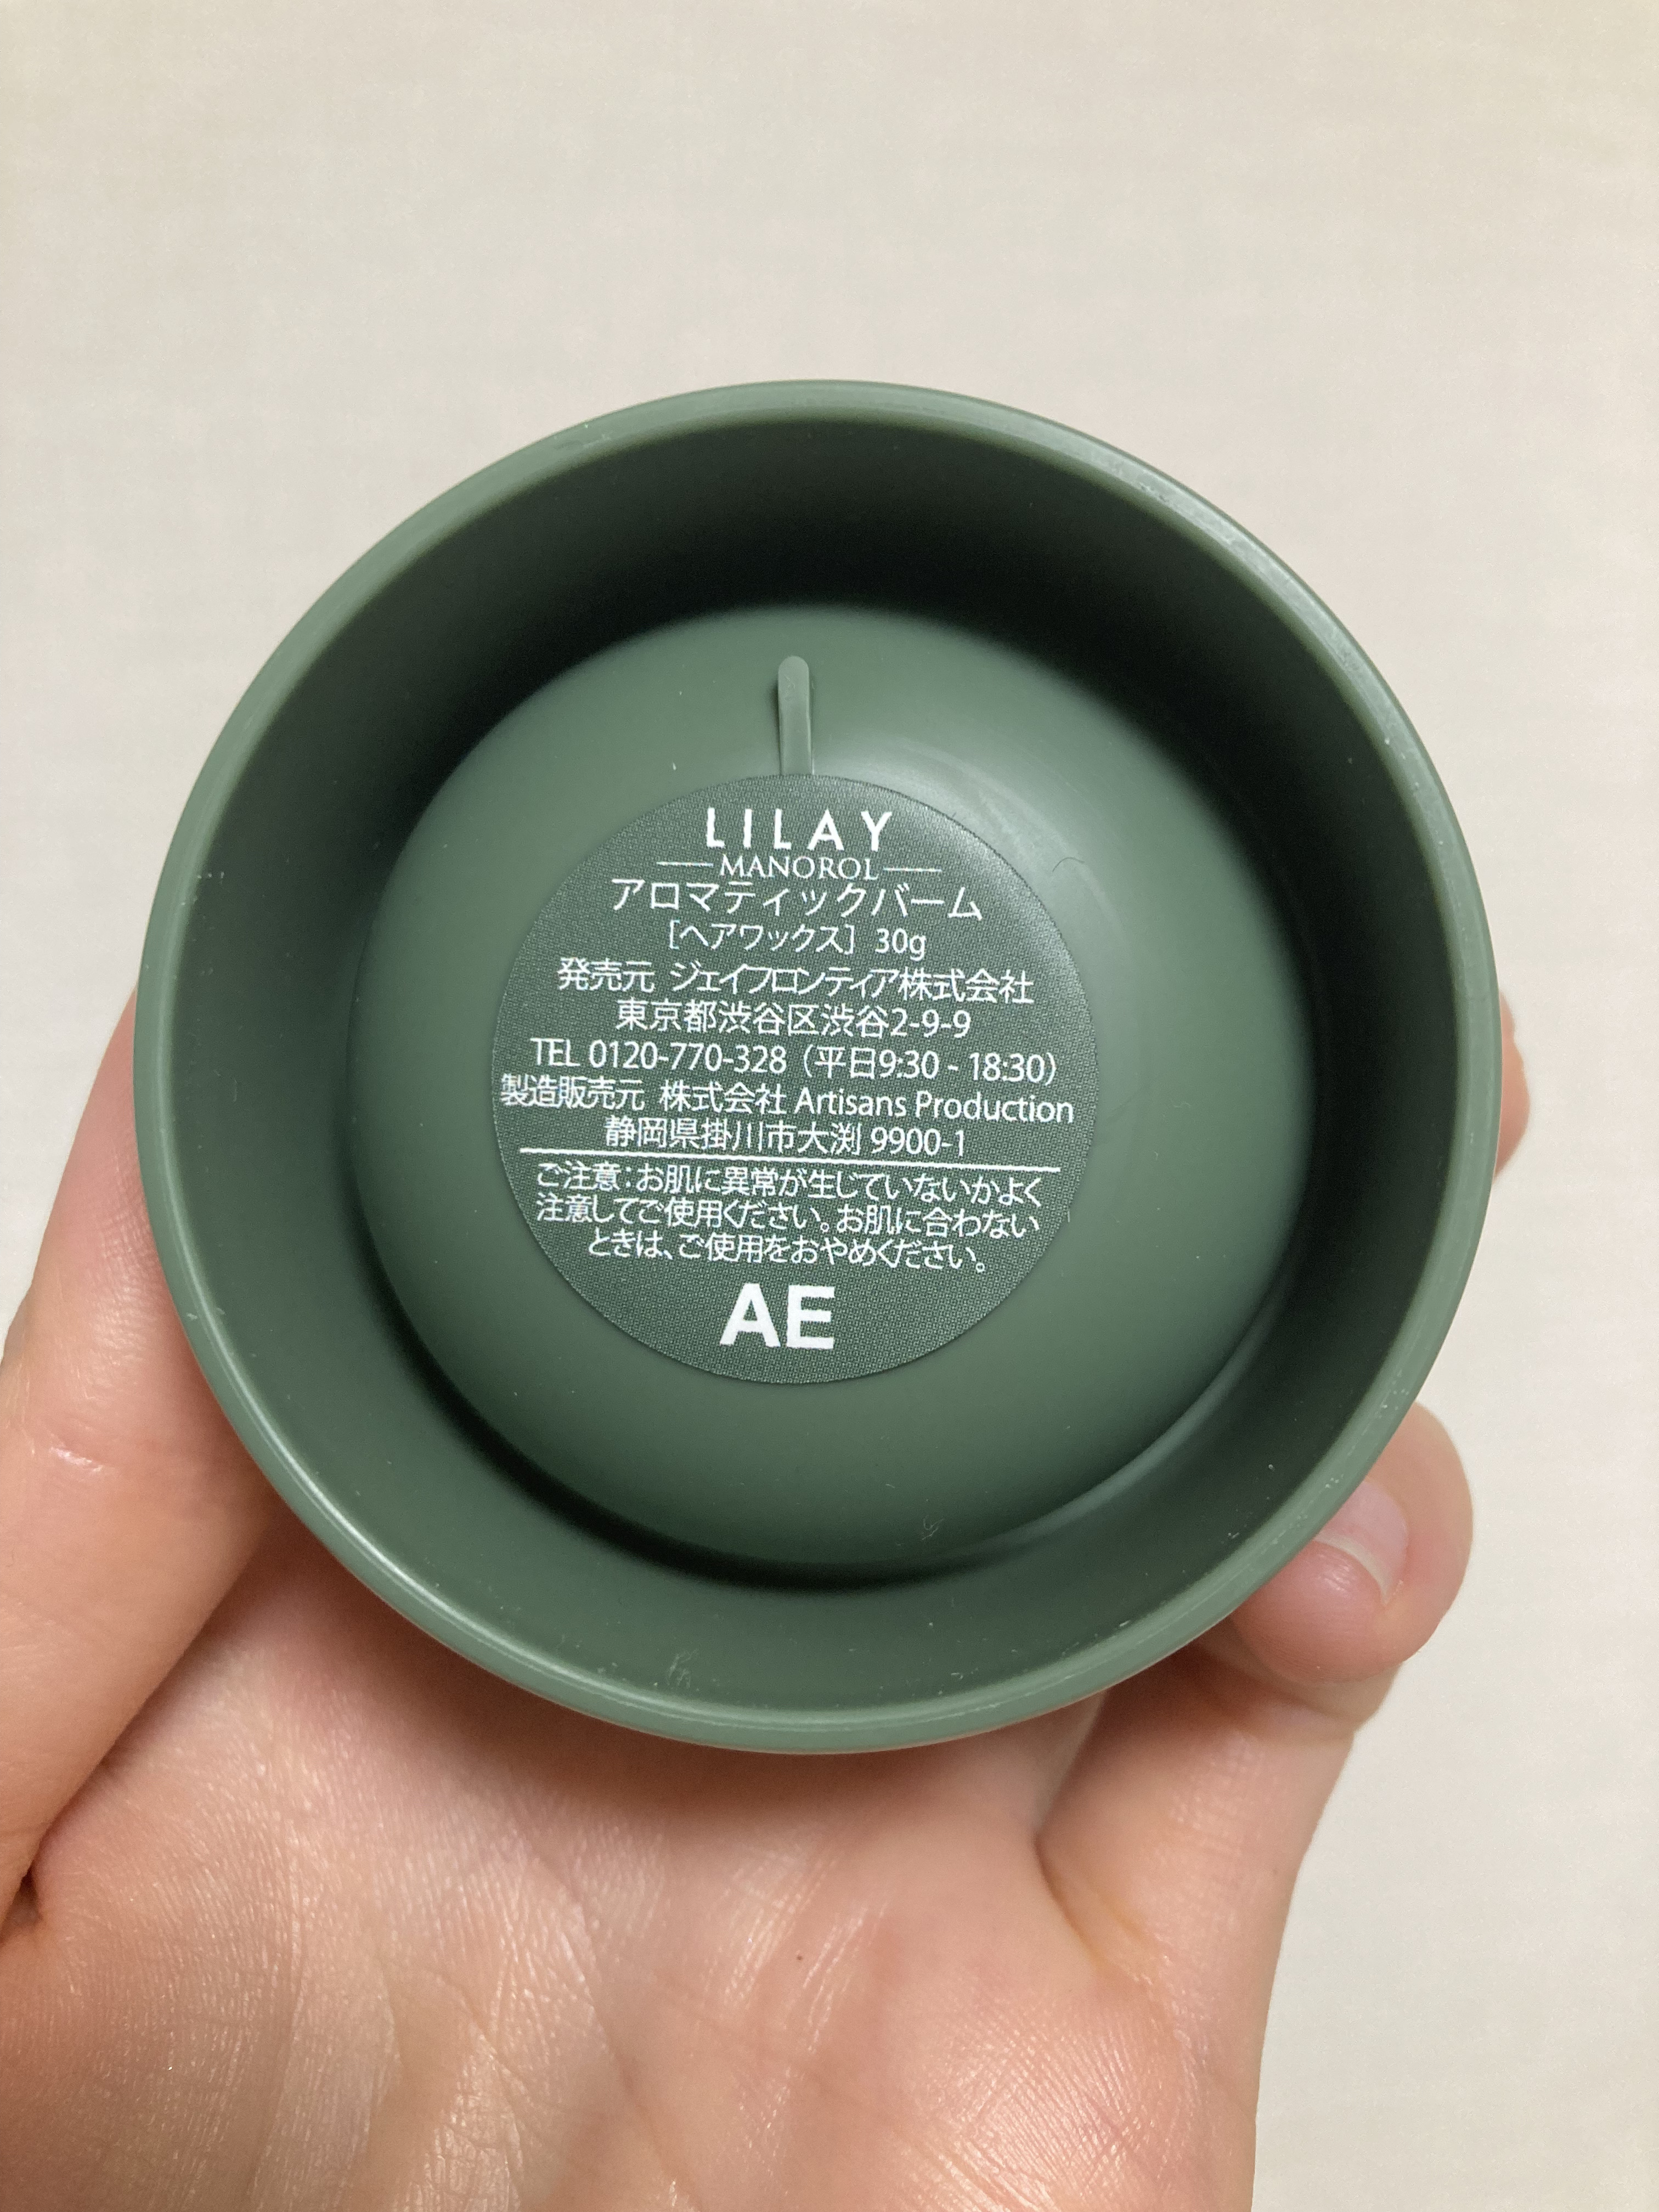 LILAY
MANOROL
アロマティックバーム
[ヘアワックス] 30g
発売元 ジェイフロンティア株式会社
東京都渋谷区渋谷2-9-9
TEL 0120-770-328（平日9:30 - 18:30）
製造販売元 株式会社 Artisans Production
静岡県掛川市大渕 9900-1
ご注意：お肌に異常が生じていないかよく
注意してご使用ください。お肌に合わない
ときは、ご使用をおやめください。
AE